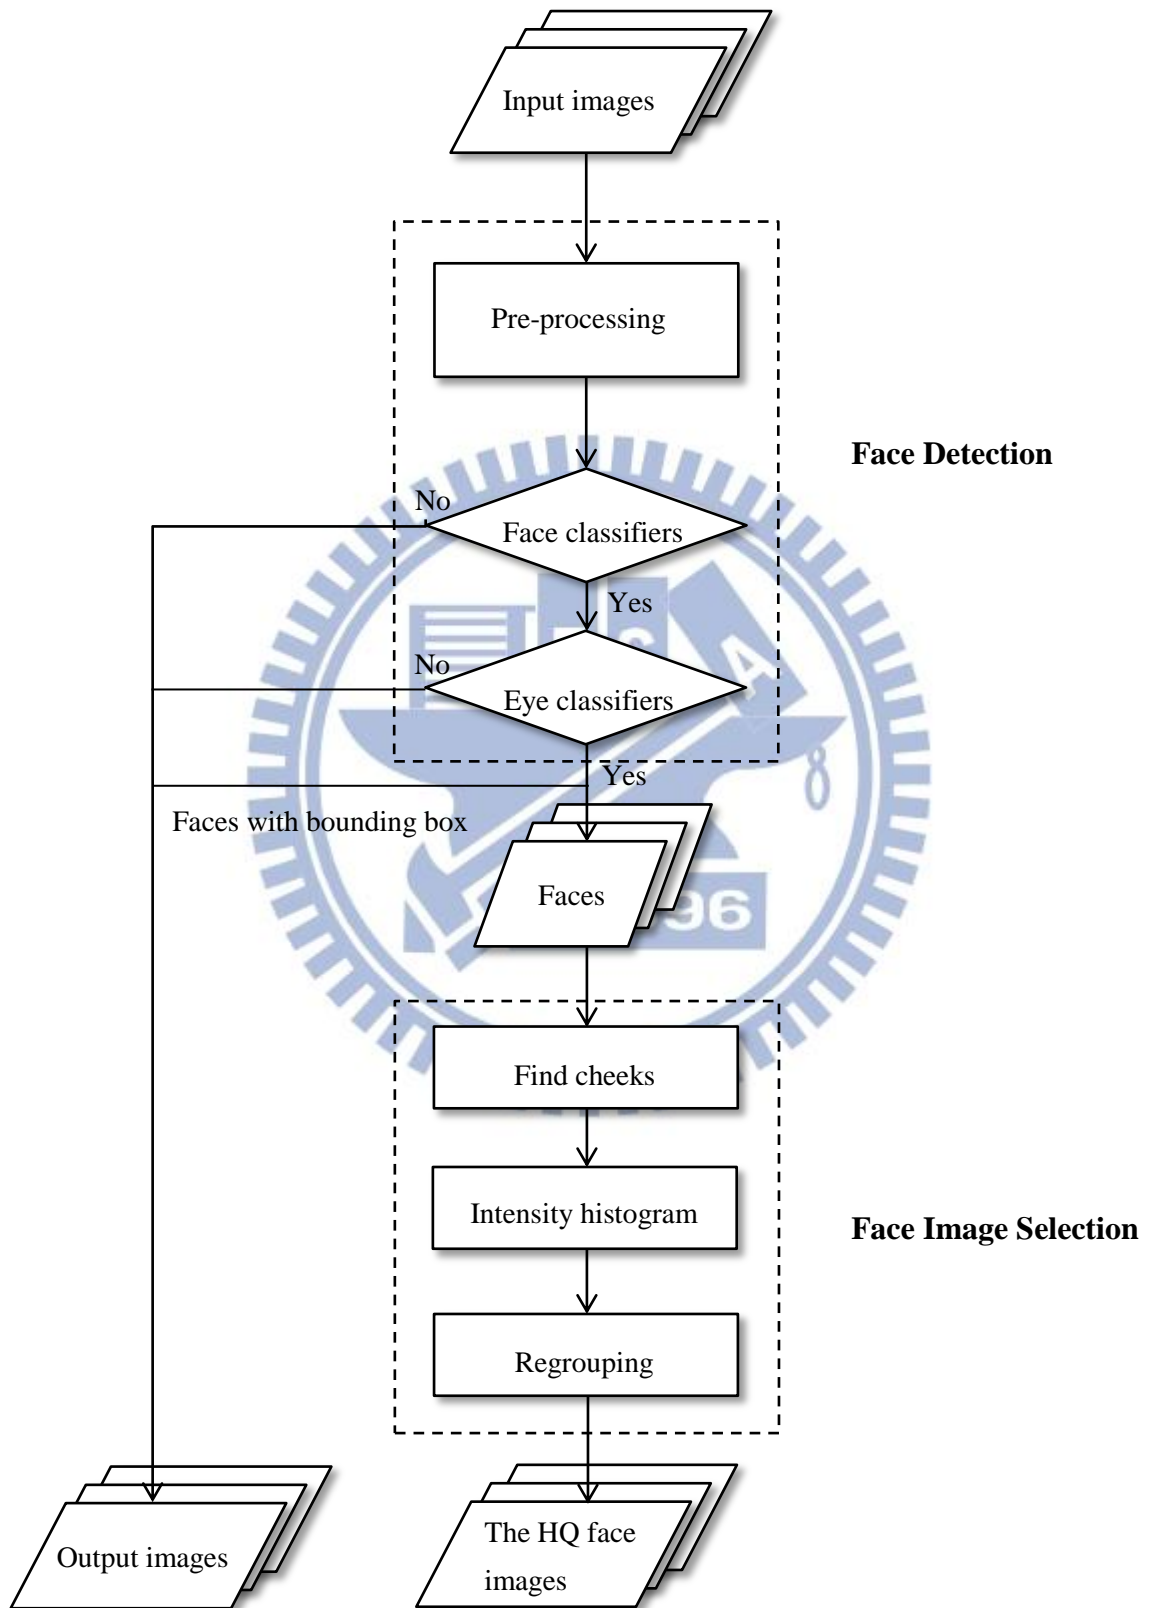 Input images
Pre-processing
Face Detection
No
Face classifiers
Yes
No
Eye classifiers
Yes
Faces with bounding box
Faces
96
Find cheeks
Intensity histogram
Face Image Selection
Regrouping
Output images
The HQ face
images